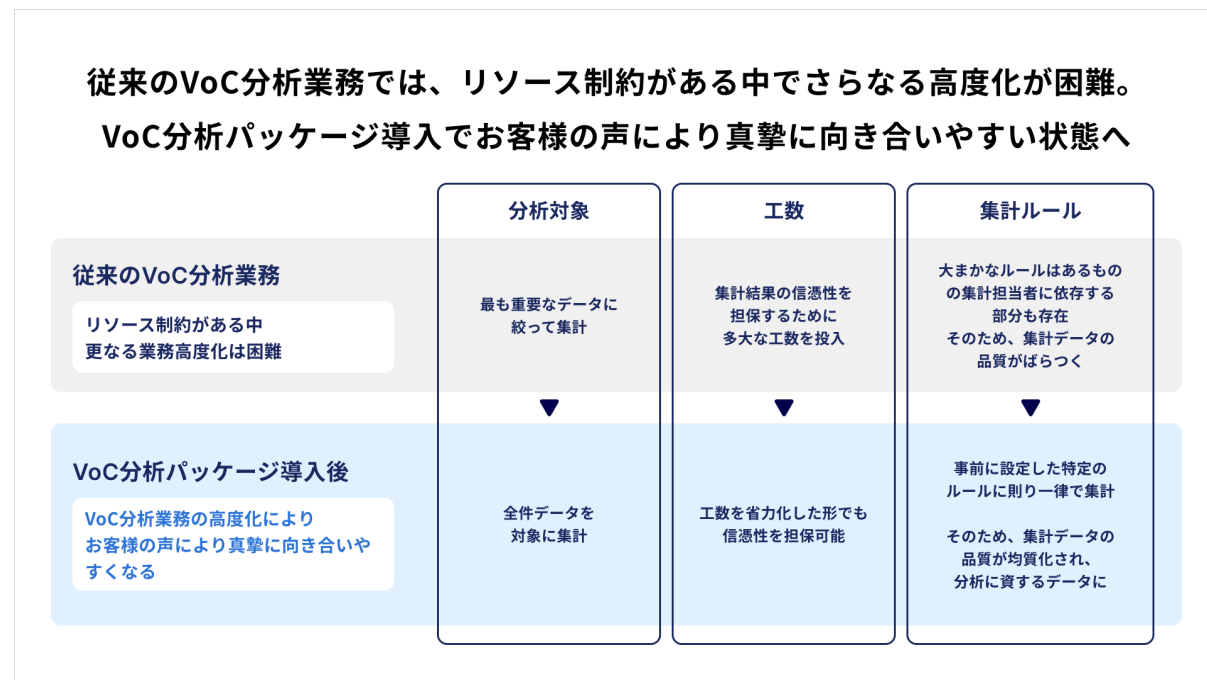 従来のVoC分析業務では、リソース制約がある中でさらなる高度化が困難。
VoC分析パッケージ導入でお客様の声により真摯に向き合いやすい状態へ
分析対象
工数
集計ルール
従来のVoC分析業務
リソース制約がある中
更なる業務高度化は困難
最も重要なデータに
絞って集計
集計結果の信憑性を
担保するために
多大な工数を投入
大まかなルールはあるもの
の集計担当者に依存する
部分も存在
そのため、集計データの
品質がばらつく
VoC分析パッケージ導入後
VoC分析業務の高度化により
お客様の声により真摯に向き合いや
すくなる
全件データを
対象に集計
工数を省力化した形でも
信憑性を担保可能
事前に設定した特定の
ルールに則り一律で集計
そのため、集計データの
品質が均質化され、
分析に資するデータに